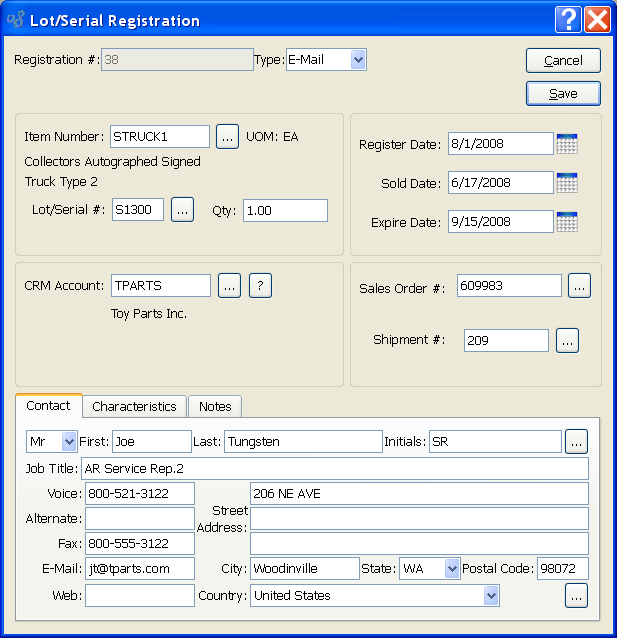 Lot/Serial Registration
?
Registration #: 38 Type: E-Mail
Cancel
Save
Item Number: STRUCK1 ... UOM: EA
Collectors Autographed Signed
Truck Type 2
Lot/Serial #: S1300 ... Qty: 1.00
Register Date: 8/1/2008
Sold Date: 6/17/2008
Expire Date: 9/15/2008
CRM Account: TPARTS ... ?
Toy Parts Inc.
Sales Order #: 609983 ...
Shipment #: 209 ...
Contact Characteristics Notes
Mr First: Joe Last: Tungsten Initials: SR ...
Job Title: AR Service Rep.2
Voice: 800-521-3122
Alternate:
Fax: 800-555-3122
Street
Address:
206 NE AVE
E-Mail: jt@tparts.com City: Woodinville State: WA Postal Code: 98072
Web: Country: United States ...